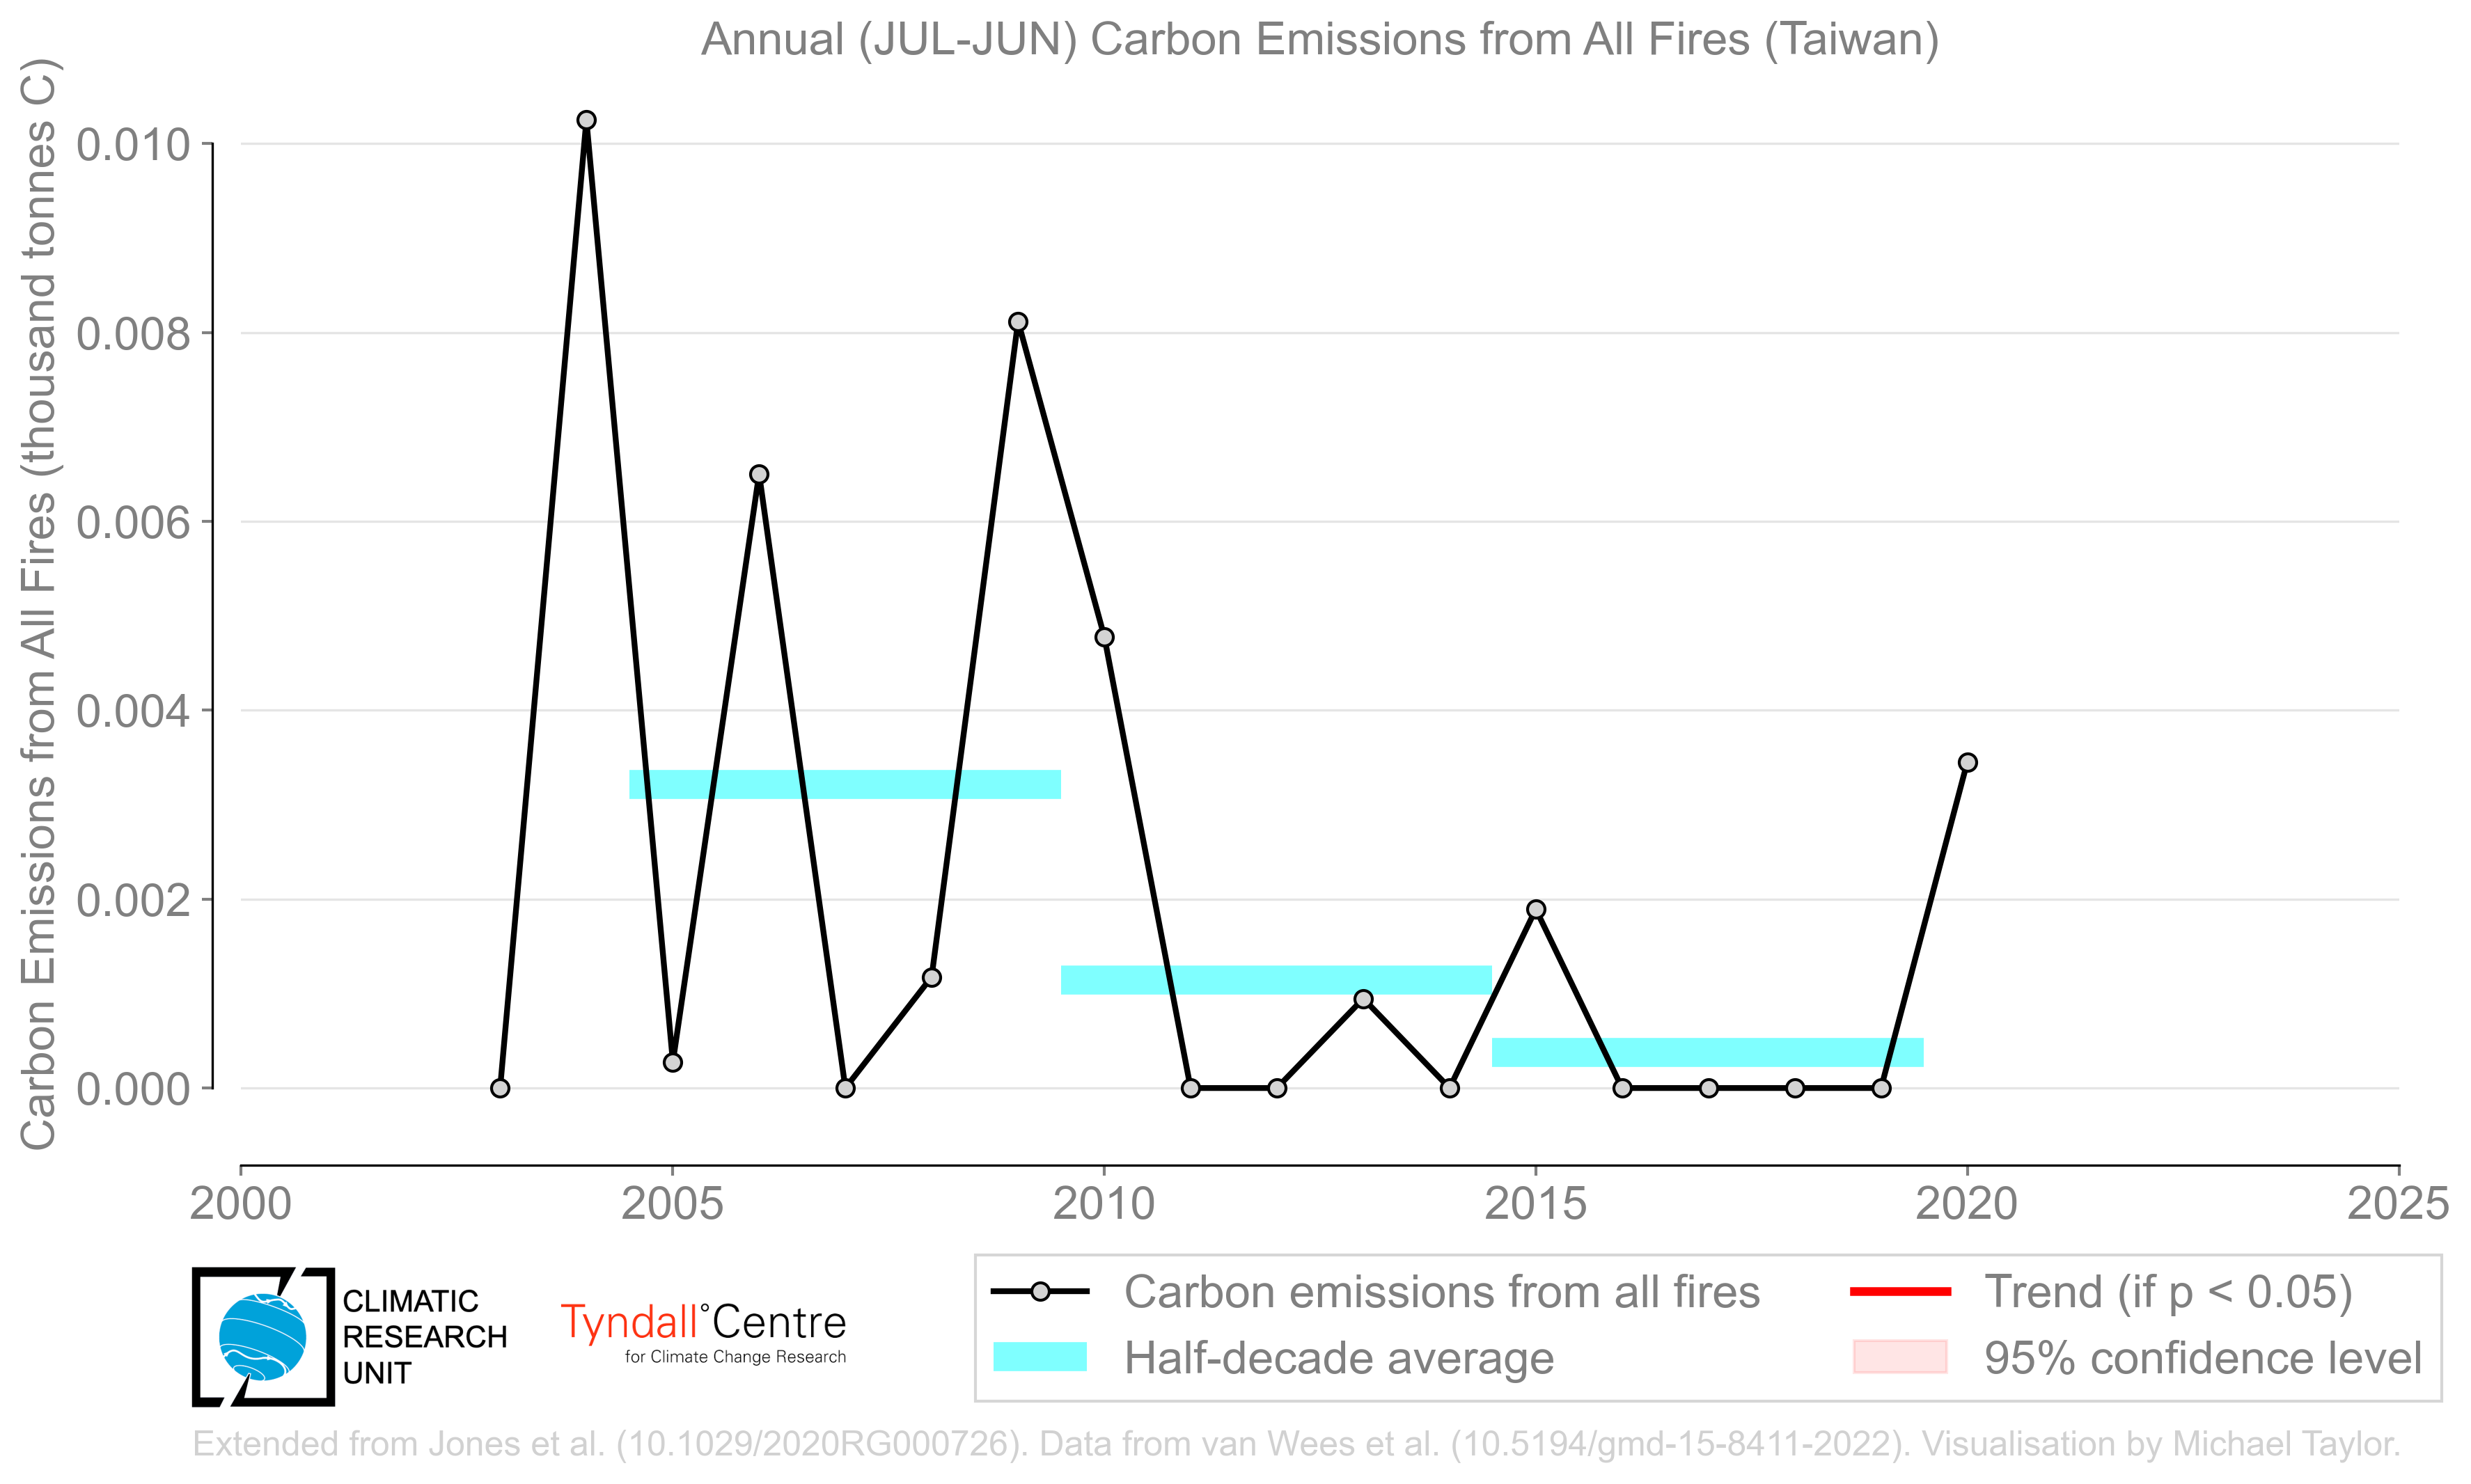 Annual (JUL-JUN) Carbon Emissions from All Fires (Taiwan)
Carbon Emissions from All Fires (thousand tonnes C)
0.010
0.008
0.006
0.004
0.002
0.000
2000 2005 2010 2015 2020 2025
CLIMATIC
RESEARCH
UNIT
Tyndall°Centre
for Climate Change Research
Carbon emissions from all fires
Half-decade average
Trend (if p < 0.05)
95% confidence level
Extended from Jones et al. (10.1029/2020RG000726). Data from van Wees et al. (10.5194/gmd-15-8411-2022). Visualisation by Michael Taylor.